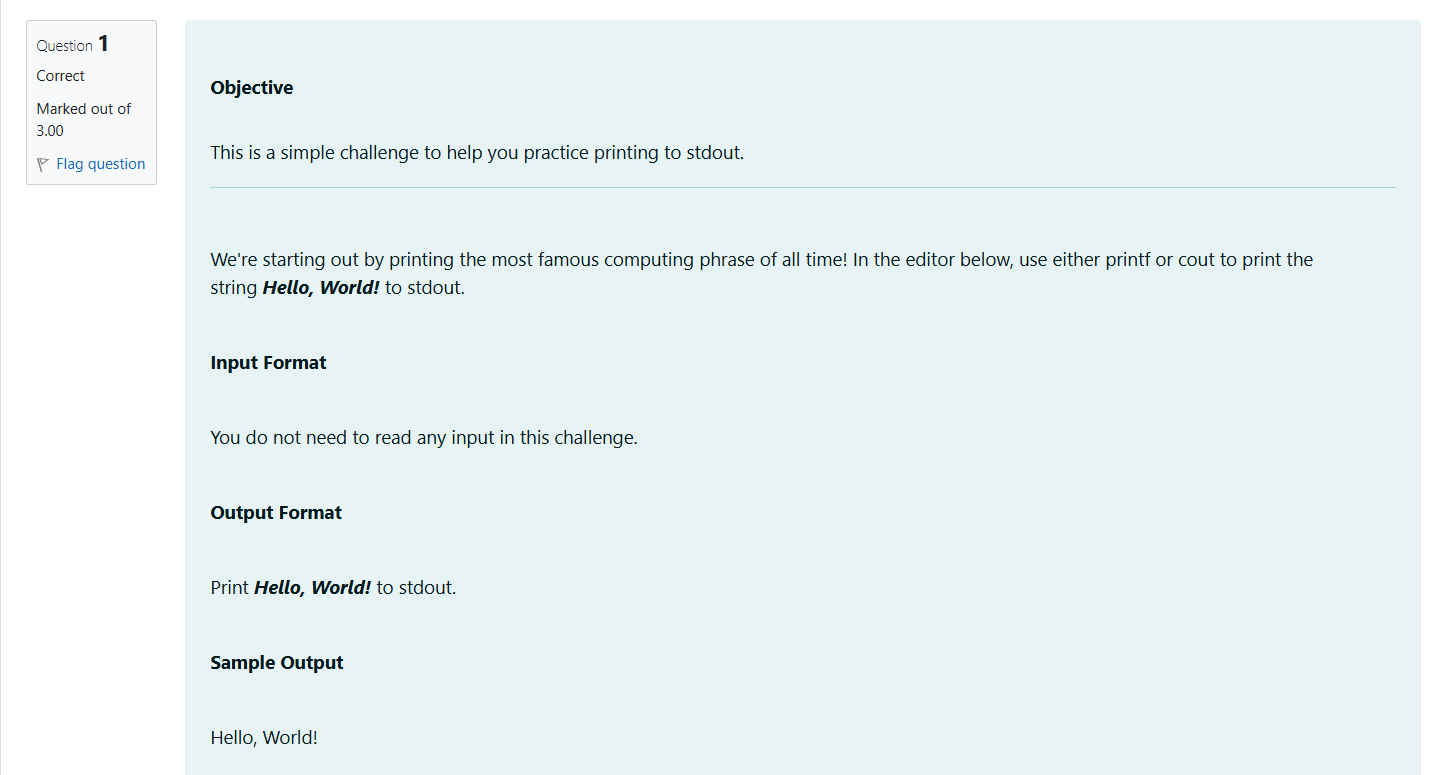 Question 1
Correct
Marked out of
3.00
Flag question
Objective
This is a simple challenge to help you practice printing to stdout.
We're starting out by printing the most famous computing phrase of all time! In the editor below, use either printf or cout to print the
string Hello, World! to stdout.
Input Format
You do not need to read any input in this challenge.
Output Format
Print Hello, World! to stdout.
Sample Output
Hello, World!